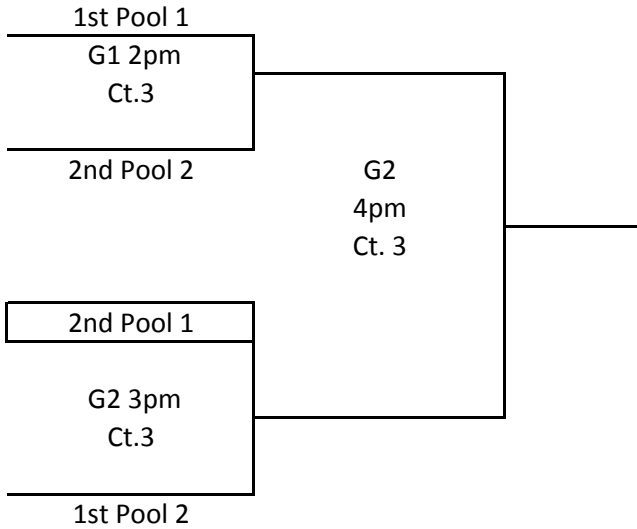 1st Pool 1
G1 2pm
Ct.3
2nd Pool 2
G2
4pm
Ct. 3
2nd Pool 1
G2 3pm
Ct.3
1st Pool 2